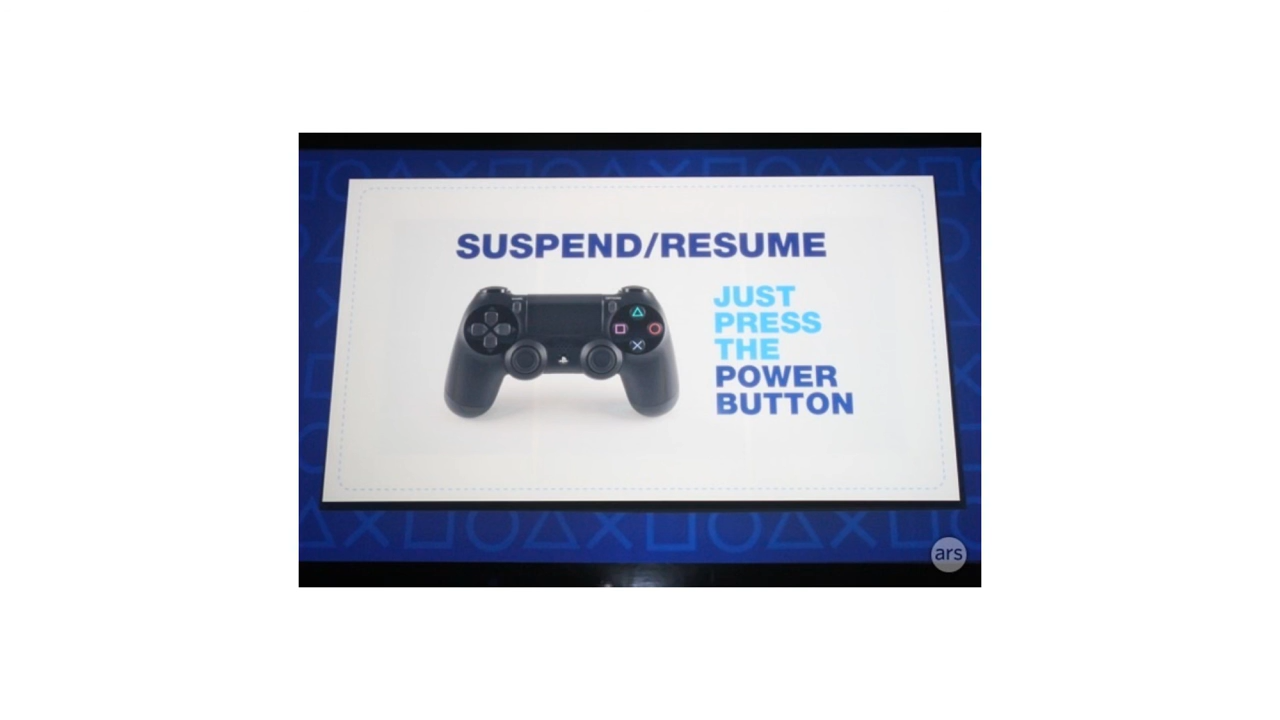 SUSPEND/RESUME
JUST
PRESS
THE
POWER
BUTTON
ars